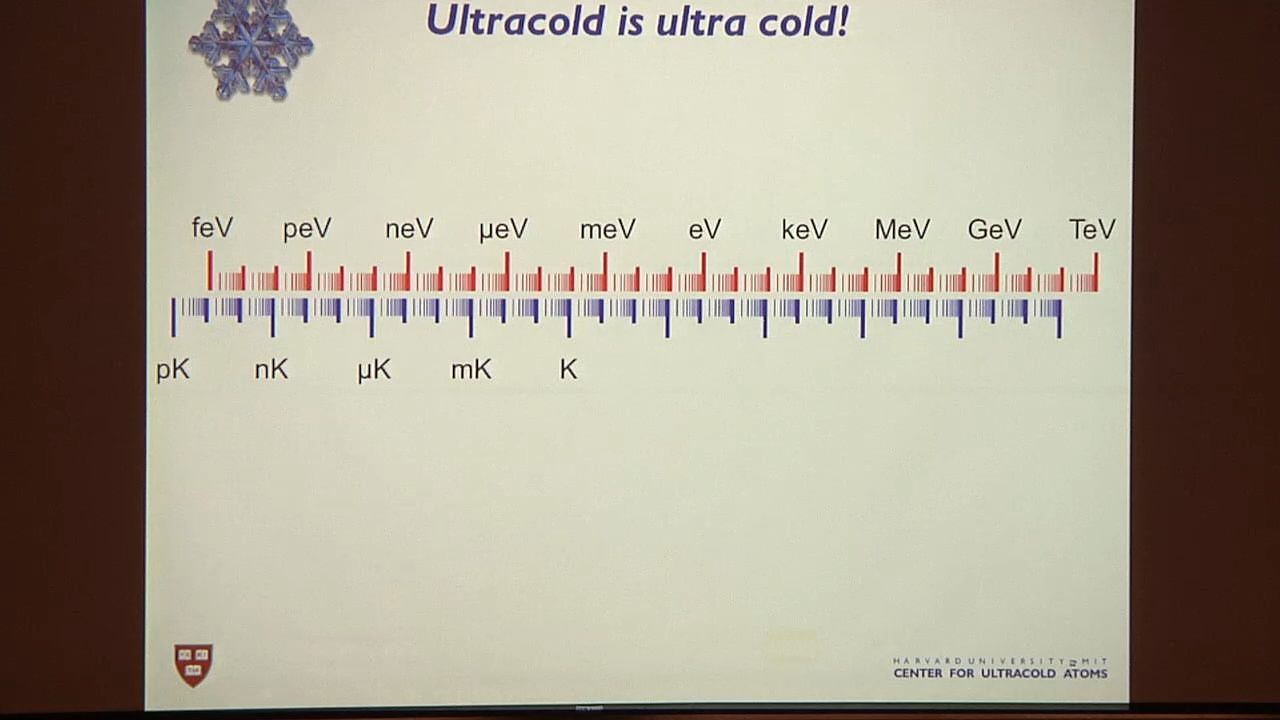 Ultracold is ultra cold!
feV peV neV µeV meV eV keV MeV GeV TeV
pK nK µK mK K
HARVARD UNIVERSITY MIT
CENTER FOR ULTRACOLD ATOMS